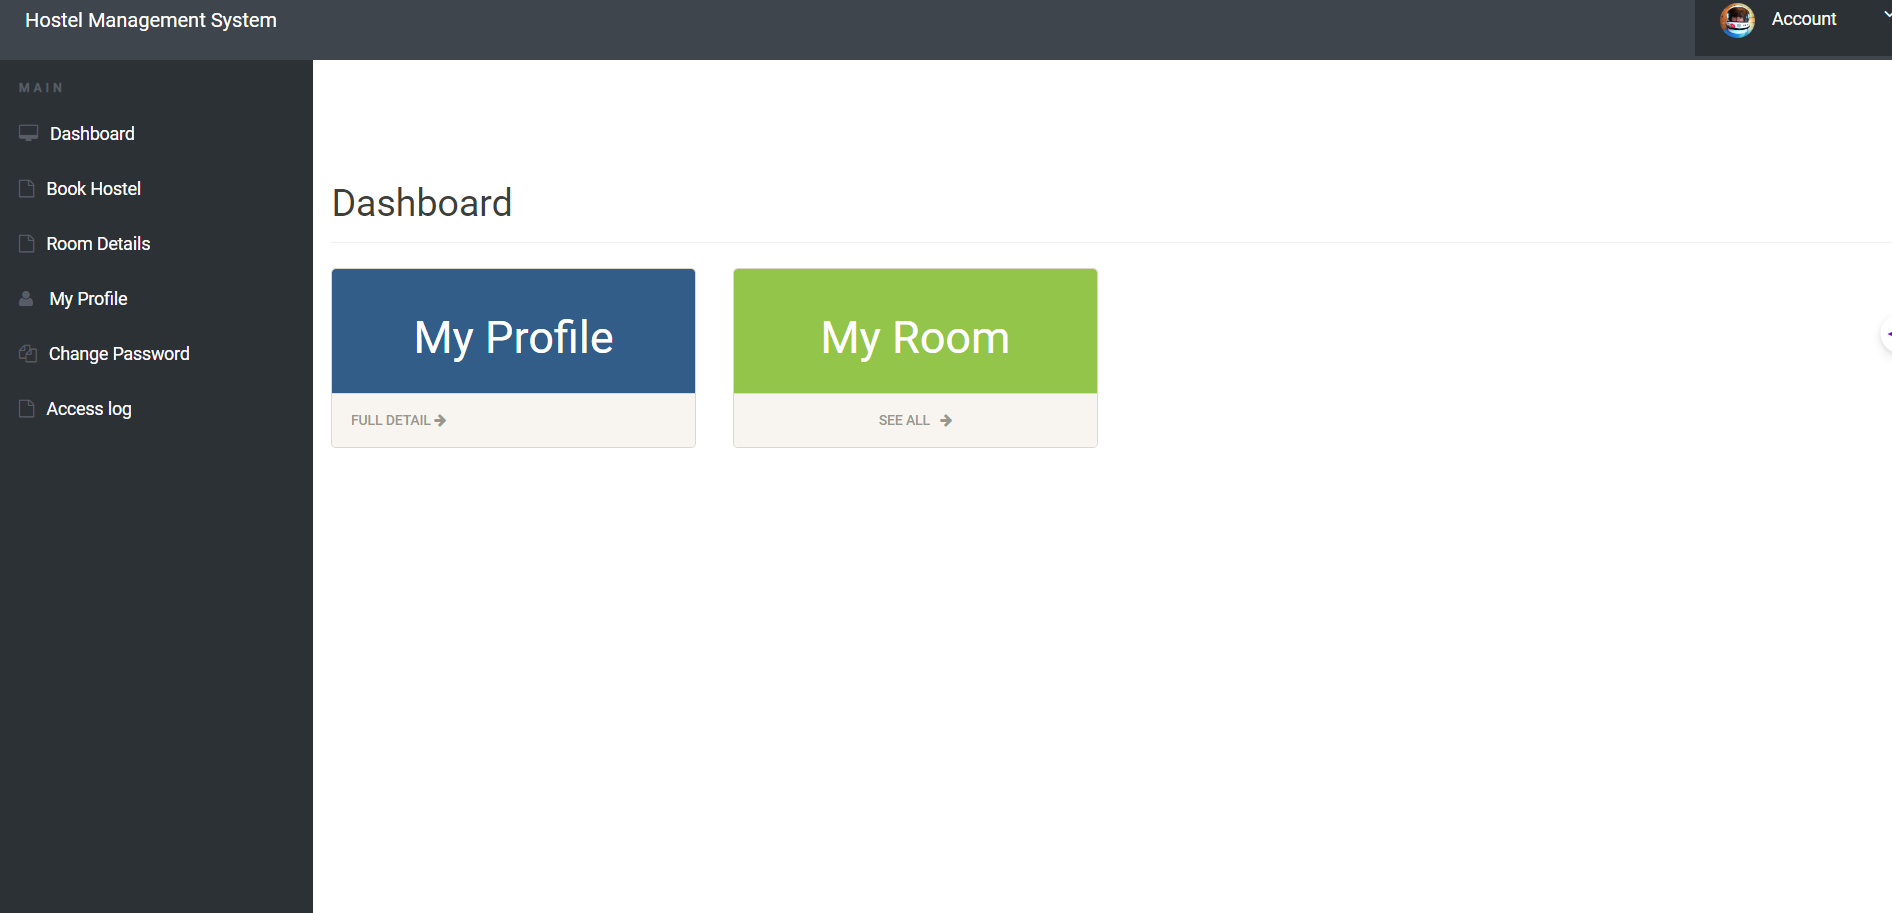 Hostel Management System
Account
MAIN
Dashboard
Book Hostel
Room Details
My Profile
Change Password
Access log
Dashboard
My Profile
FULL DETAIL
My Room
SEE ALL